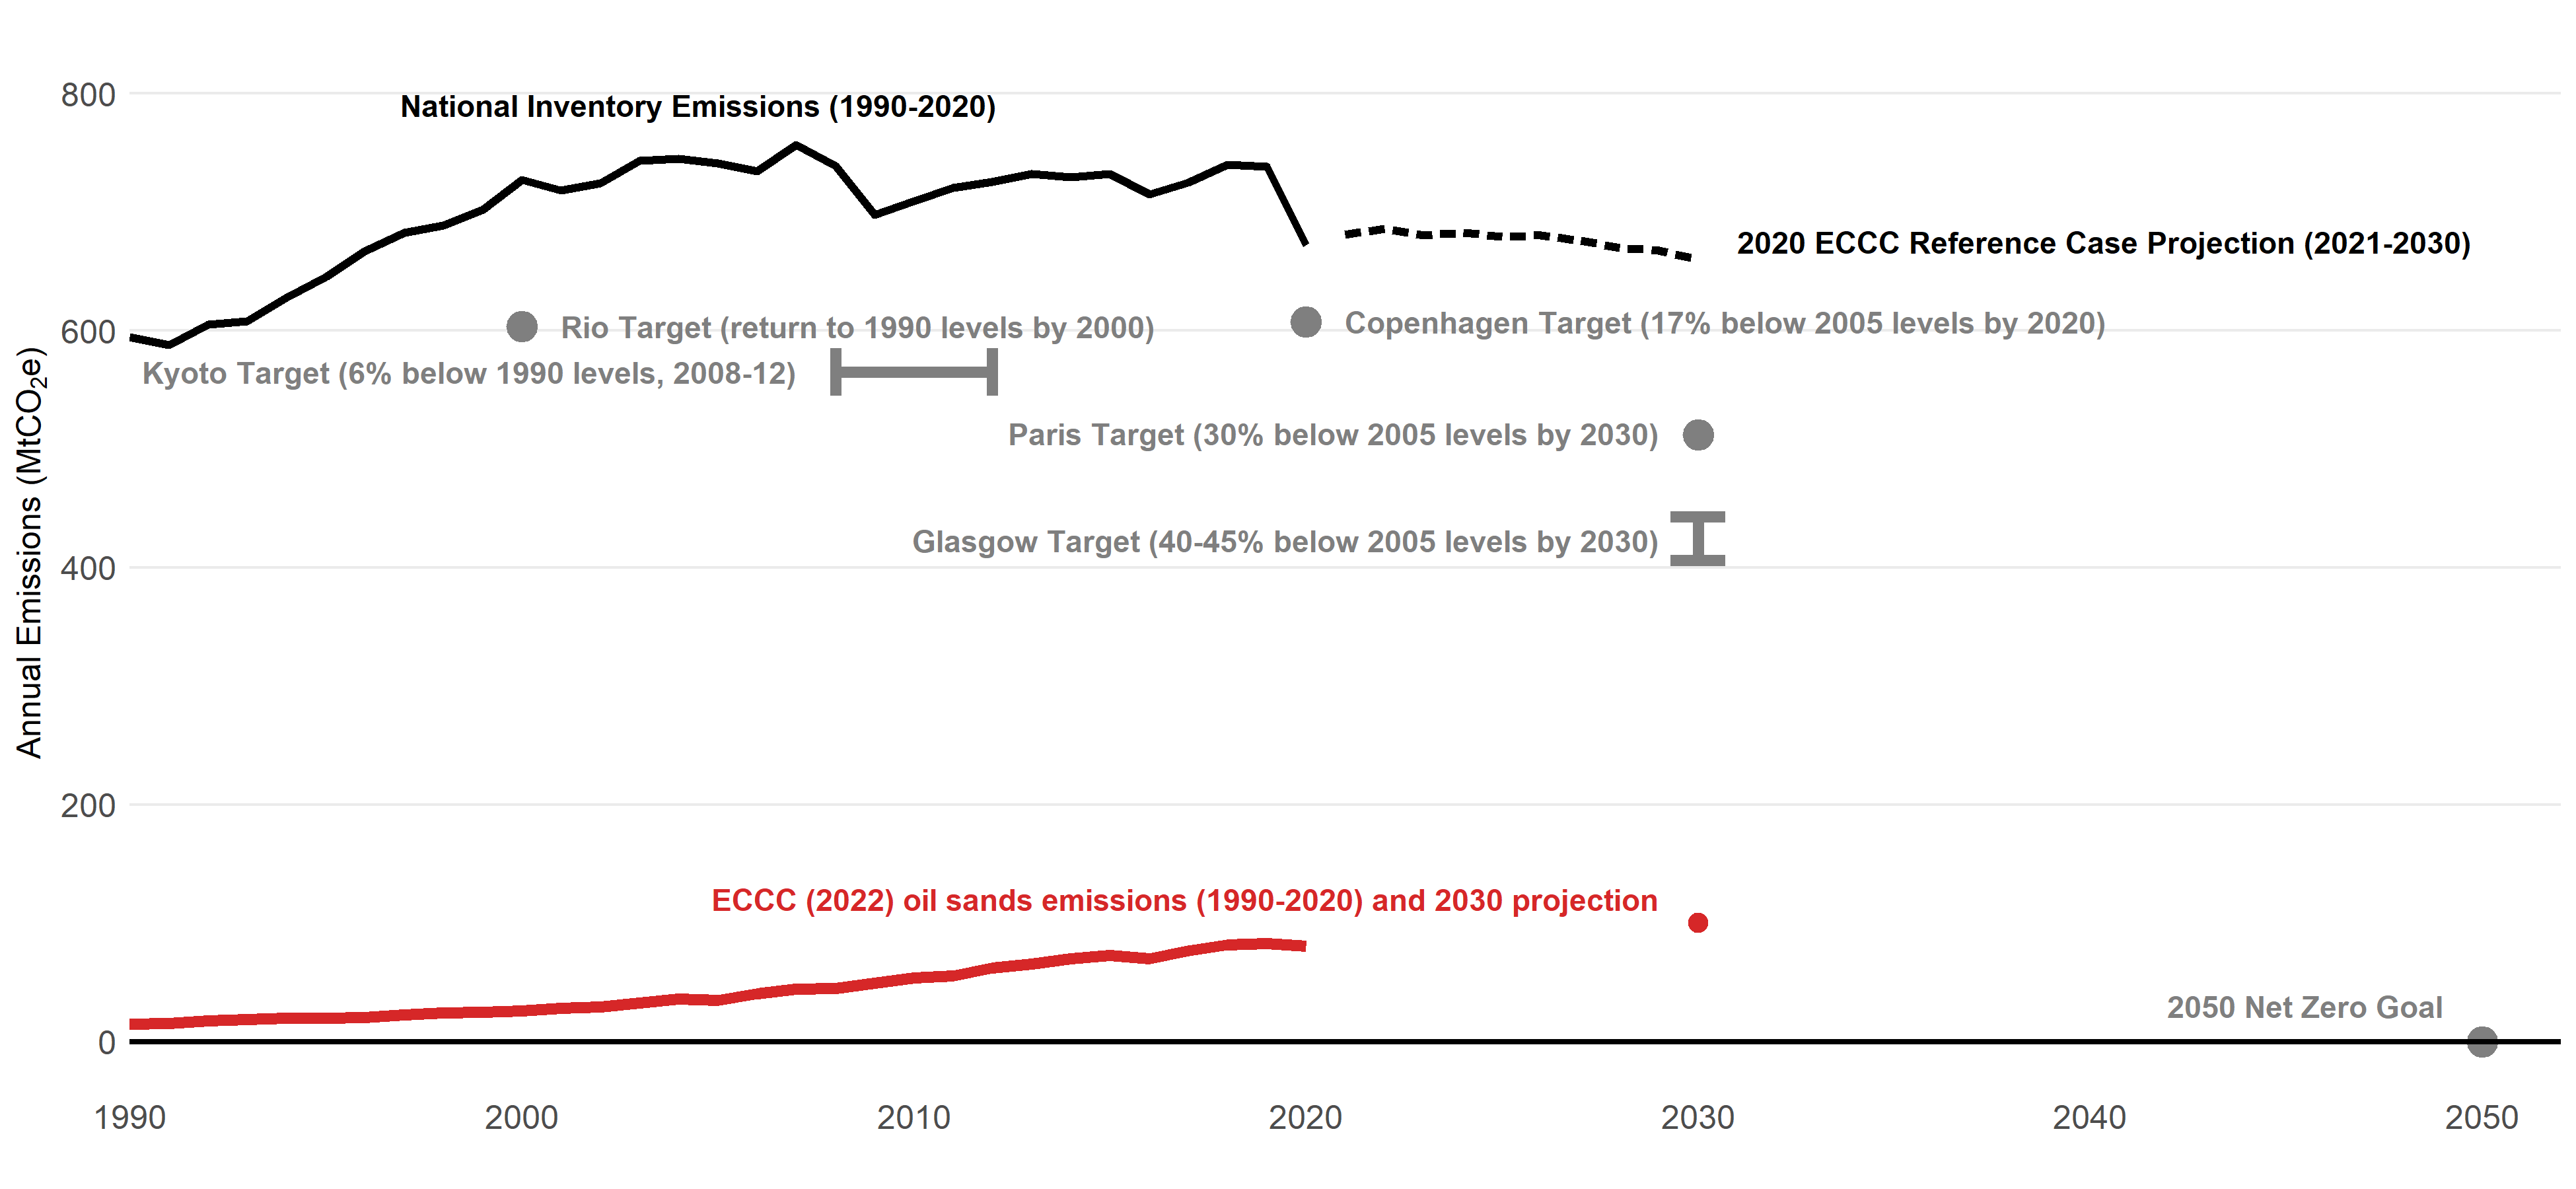 800
National Inventory Emissions (1990-2020)
2020 ECCC Reference Case Projection (2021-2030)
600
Rio Target (return to 1990 levels by 2000)
Copenhagen Target (17% below 2005 levels by 2020)
Kyoto Target (6% below 1990 levels, 2008-12)
Paris Target (30% below 2005 levels by 2030)
Glasgow Target (40-45% below 2005 levels by 2030)
400
Annual Emissions (MtCO₂e)
200
ECCC (2022) oil sands emissions (1990-2020) and 2030 projection
2050 Net Zero Goal
0
1990 2000 2010 2020 2030 2040 2050